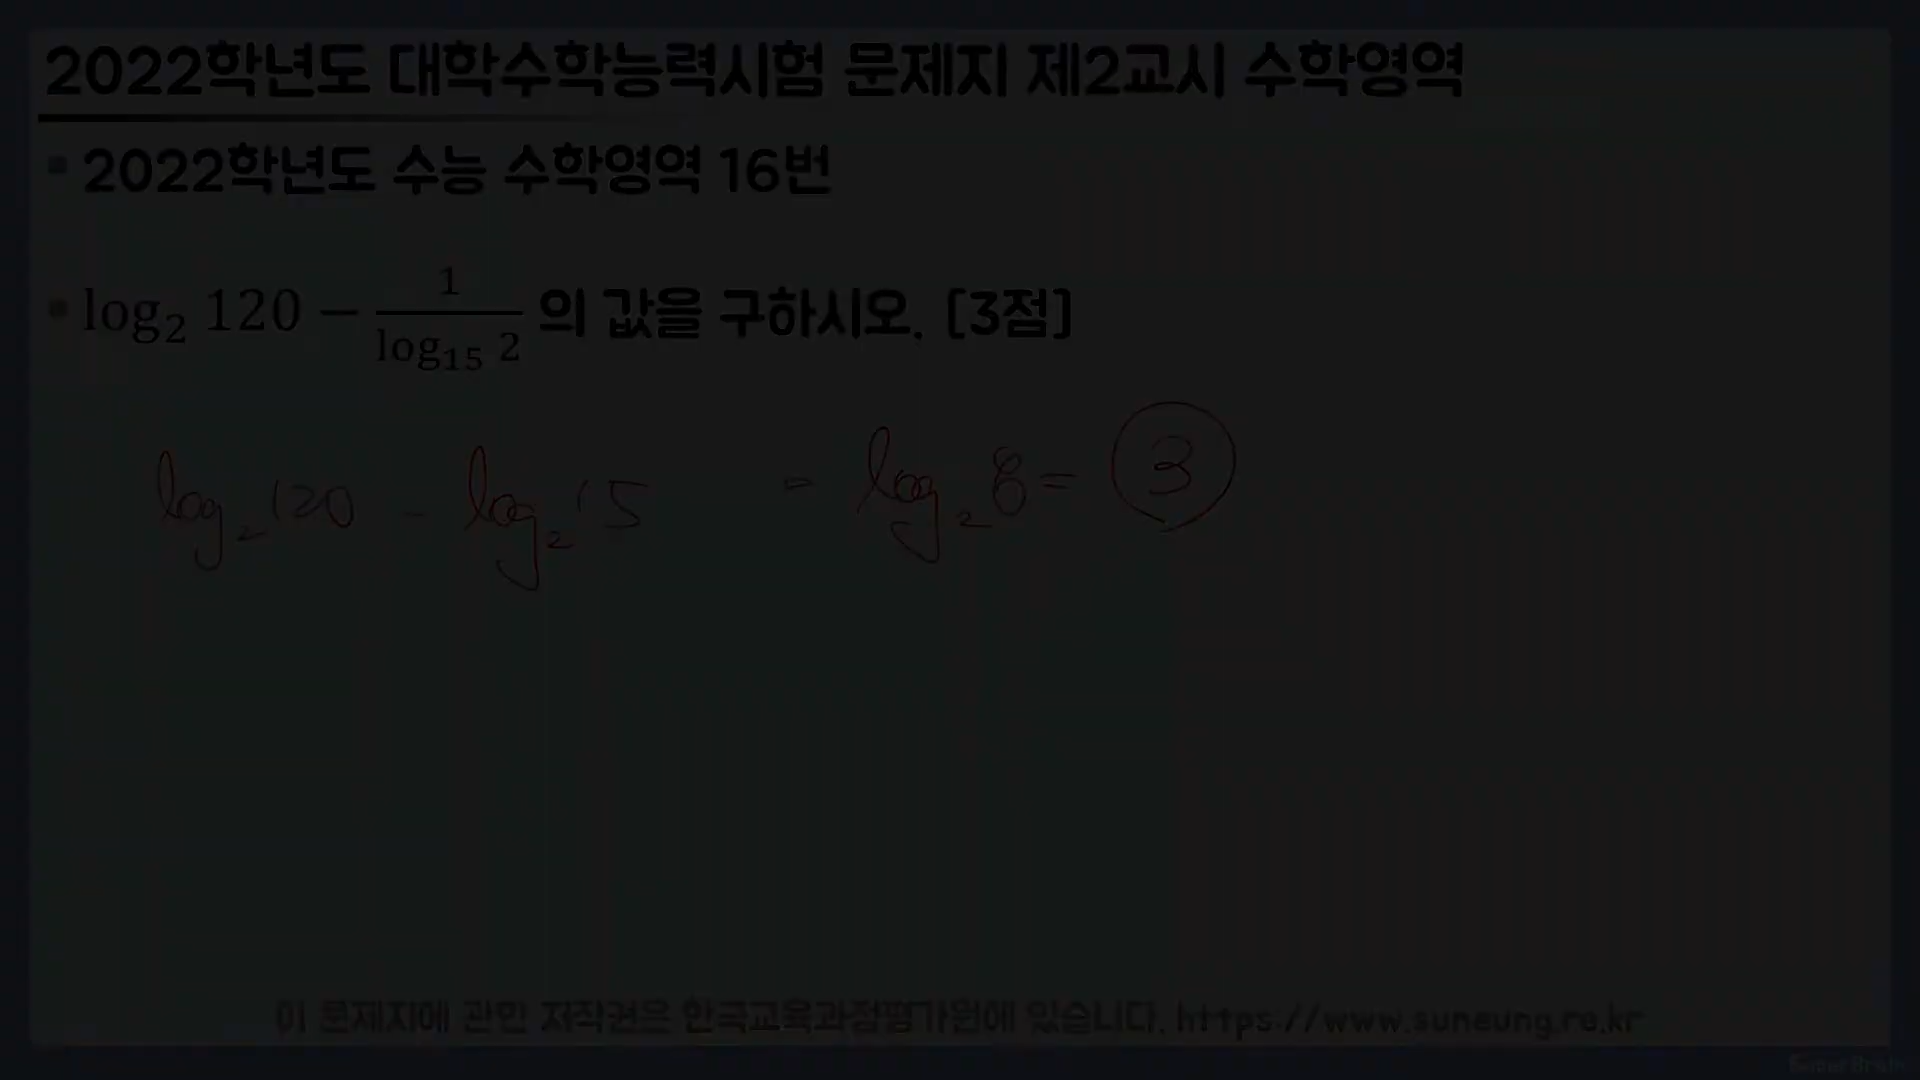 2022학년도 대학수학능력시험 문제지 제2교시 수학영역
2022학년도 수능 수학영역 16번
log₂ 120 − 1/log₁₅ 2 의 값을 구하시오. [3점]
log₂120 - log₂15 = log₂8 = 3
이 문제지에 관한 저작권은 한국교육과정평가원에 있습니다. https://www.suneung.re.kr